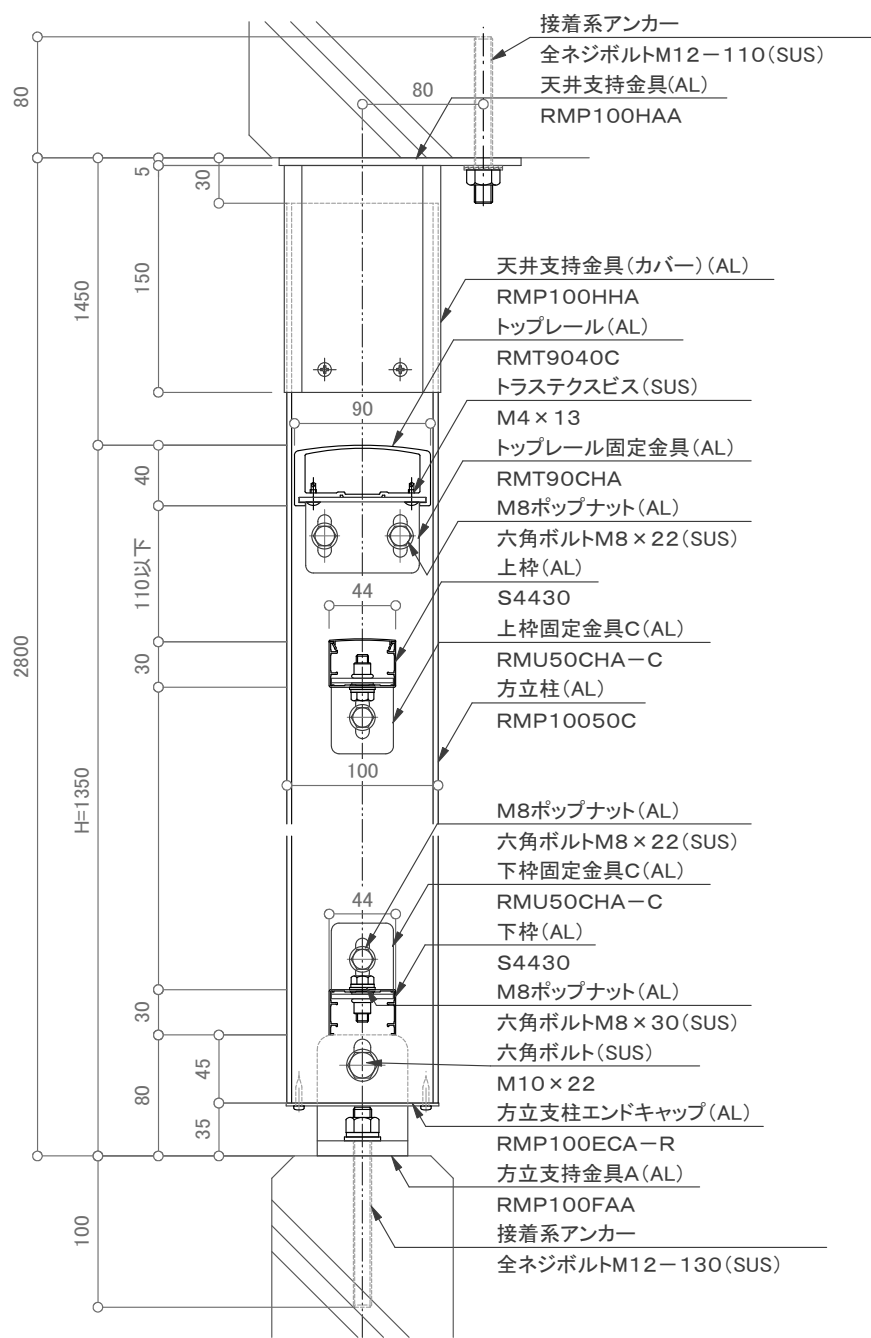 接着系アンカー
全ネジボルトM12－110(SUS)
天井支持金具(AL)
RMP100HAA
80
80
5
30
150
1450
天井支持金具(カバー)(AL)
RMP100HHA
トップレール(AL)
RMT9040C
トラステクスビス(SUS)
M4×13
トップレール固定金具(AL)
RMT90CHA
M8ポップナット(AL)
六角ボルトM8×22(SUS)
上枠(AL)
S4430
上枠固定金具C(AL)
RMU50CHA－C
方立柱(AL)
RMP10050C
90
40
110以下
44
30
2800
100
H=1350
M8ポップナット(AL)
六角ボルトM8×22(SUS)
下枠固定金具C(AL)
RMU50CHA－C
下枠(AL)
S4430
M8ポップナット(AL)
六角ボルトM8×30(SUS)
六角ボルト(SUS)
M10×22
方立支柱エンドキャップ(AL)
RMP100ECA－R
方立支持金具A(AL)
RMP100FAA
接着系アンカー
全ネジボルトM12－130(SUS)
44
30
45
80
35
100